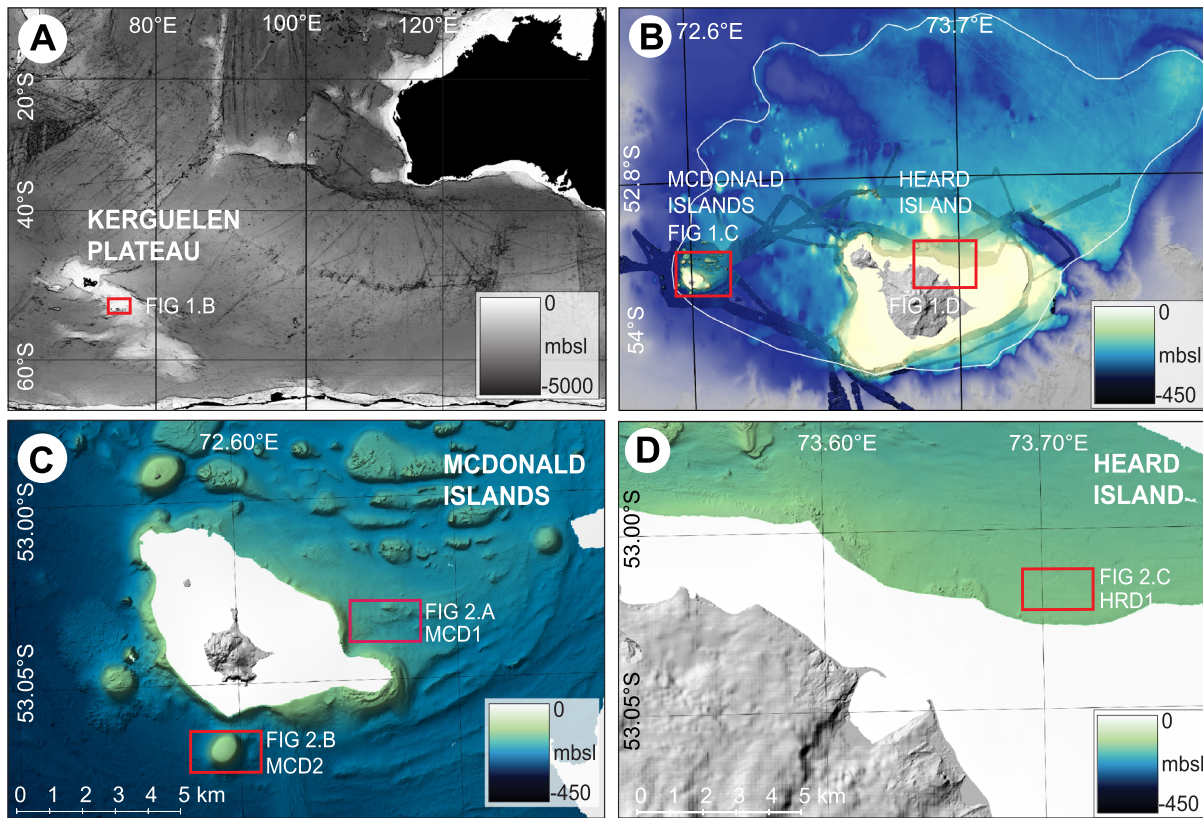 A
80°E
100°E
120°E
20°S
40°S
60°S
KERGUELEN
PLATEAU
FIG 1.B
0
mbsl
-5000
B
72.6°E
73.7°E
52.8°S
54°S
MCDONALD
ISLANDS
FIG 1.C
HEARD
ISLAND
FIG 1.D
0
mbsl
-450
C
72.60°E
MCDONALD
ISLANDS
53.00°S
53.05°S
FIG 2.A
MCD1
FIG 2.B
MCD2
0
mbsl
-450
0 1 2 3 4 5 km
D
73.60°E
73.70°E
HEARD
ISLAND
53.00°S
53.05°S
FIG 2.C
HRD1
0
mbsl
-450
0 1 2 3 4 5 km